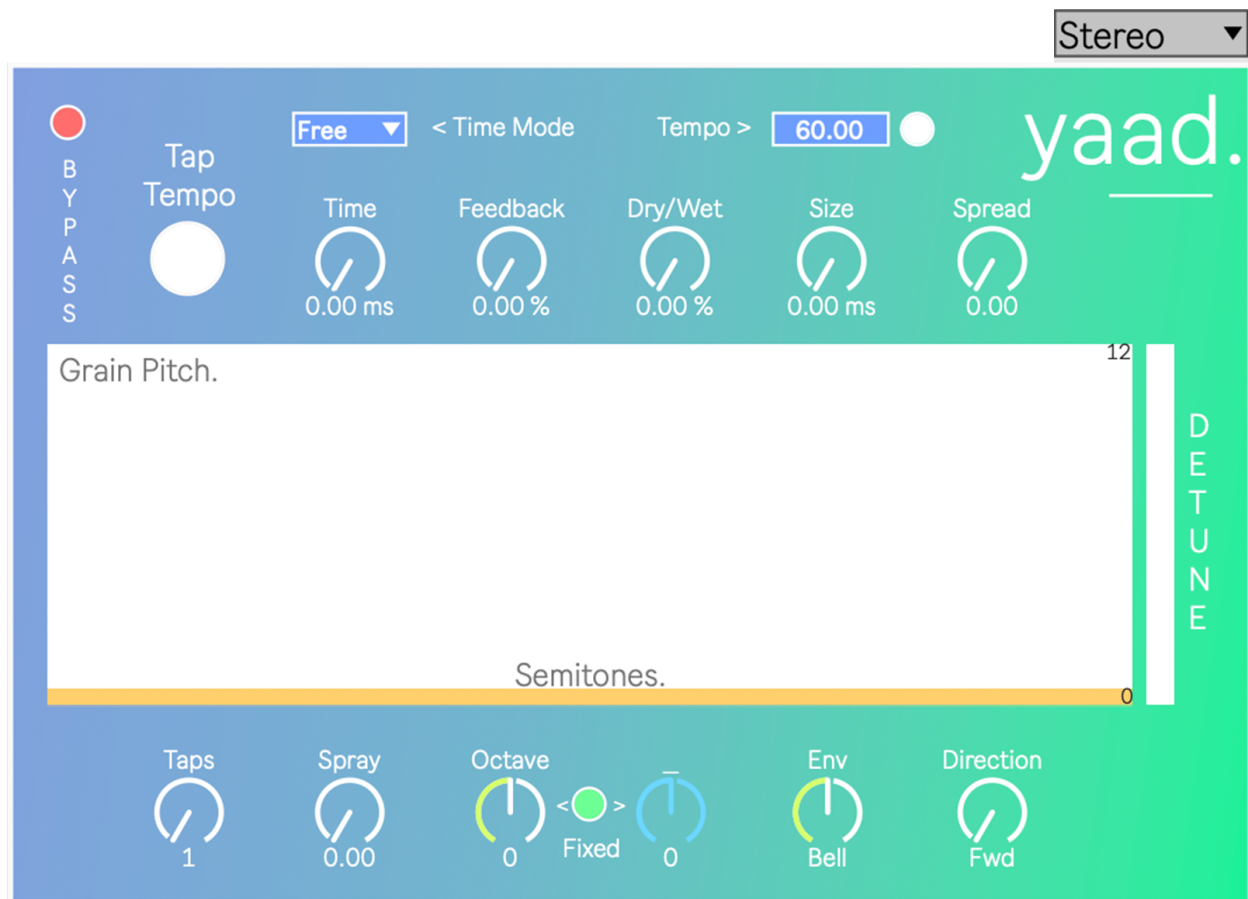 Stereo
Free
< Time Mode
Tempo >
60.00
yaad.
BYPASS
Tap
Tempo
Time
Feedback
Dry/Wet
Size
Spread
0.00 ms
0.00 %
0.00 %
0.00 ms
0.00
Grain Pitch.
12
DETUNE
Semitones.
0
Taps
Spray
Octave
_
Env
Direction
< >
Fixed
1
0.00
0
0
Bell
Fwd